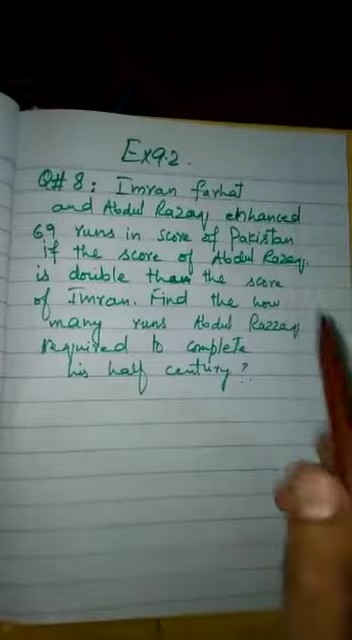 Ex9.2.
Q# 8: Imran farhat
and Abdul Razaq enhanced
69 runs in score of Pakistan
if the score of Abdul Razaq
is double than the score
of Imran. Find the how
many runs Abdul Razzaq
required to complete
his half century?